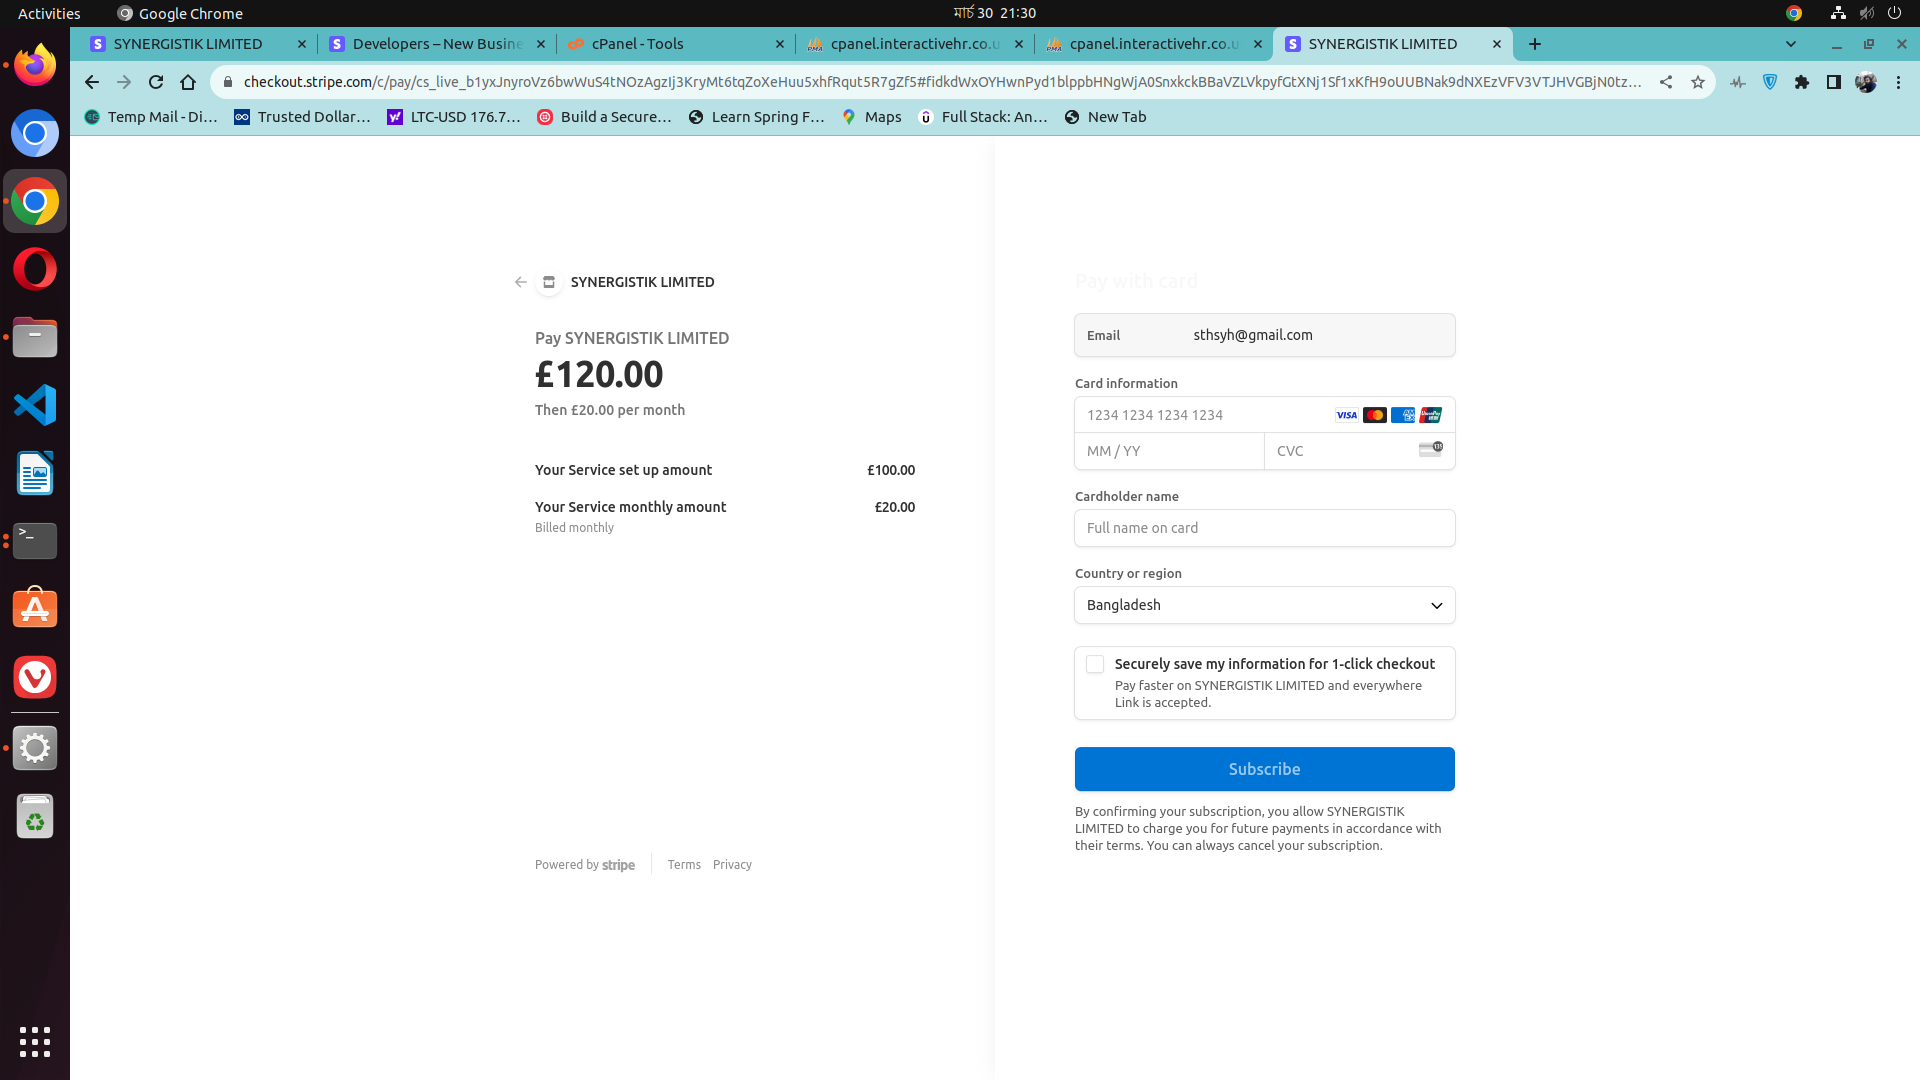 Activities
Google Chrome
মার্চ 30 21:30
SYNERGISTIK LIMITED
Developers – New Busine
cPanel - Tools
cpanel.interactivehr.co.u
cpanel.interactivehr.co.u
SYNERGISTIK LIMITED
checkout.stripe.com/c/pay/cs_live_b1yxJnyroVz6bwWuS4tNOzAgzIj3KryMt6tqZoXeHuu5xhfRqut5R7gZf5#fidkdWxOYHwnPyd1blppbHNgWjA0SnxkckBBaVZLVkpyfGtXNj1Sf1xKfH9oUUBNak9dNXEzVFV3VTJHVGBjN0tz...
Temp Mail - Di...
Trusted Dollar...
LTC-USD 176.7...
Build a Secure...
Learn Spring F...
Maps
Full Stack: An...
New Tab
SYNERGISTIK LIMITED
Pay SYNERGISTIK LIMITED
£120.00
Then £20.00 per month
Your Service set up amount £100.00
Your Service monthly amount £20.00
Billed monthly
Powered by stripe
Terms
Privacy
Pay with card
Email sthsyh@gmail.com
Card information
1234 1234 1234 1234
VISA
MM / YY
CVC
135
Cardholder name
Full name on card
Country or region
Bangladesh
Securely save my information for 1-click checkout
Pay faster on SYNERGISTIK LIMITED and everywhere
Link is accepted.
Subscribe
By confirming your subscription, you allow SYNERGISTIK
LIMITED to charge you for future payments in accordance with
their terms. You can always cancel your subscription.